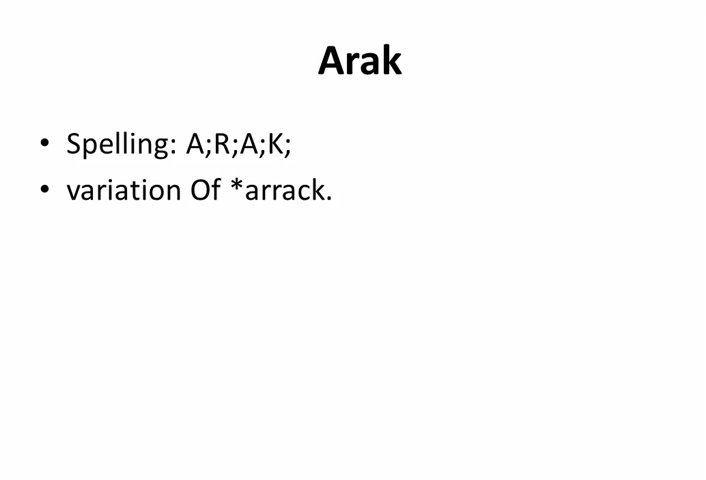 Arak
• Spelling: A;R;A;K;
• variation Of *arrack.